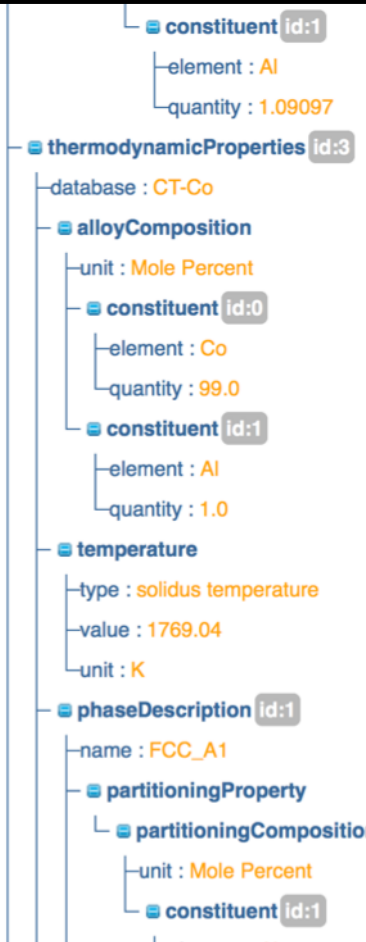 constituent id:1
element : Al
quantity : 1.09097
thermodynamicProperties id:3
database : CT-Co
alloyComposition
unit : Mole Percent
constituent id:0
element : Co
quantity : 99.0
constituent id:1
element : Al
quantity : 1.0
temperature
type : solidus temperature
value : 1769.04
unit : K
phaseDescription id:1
name : FCC_A1
partitioningProperty
partitioningCompositio
unit : Mole Percent
constituent id:1